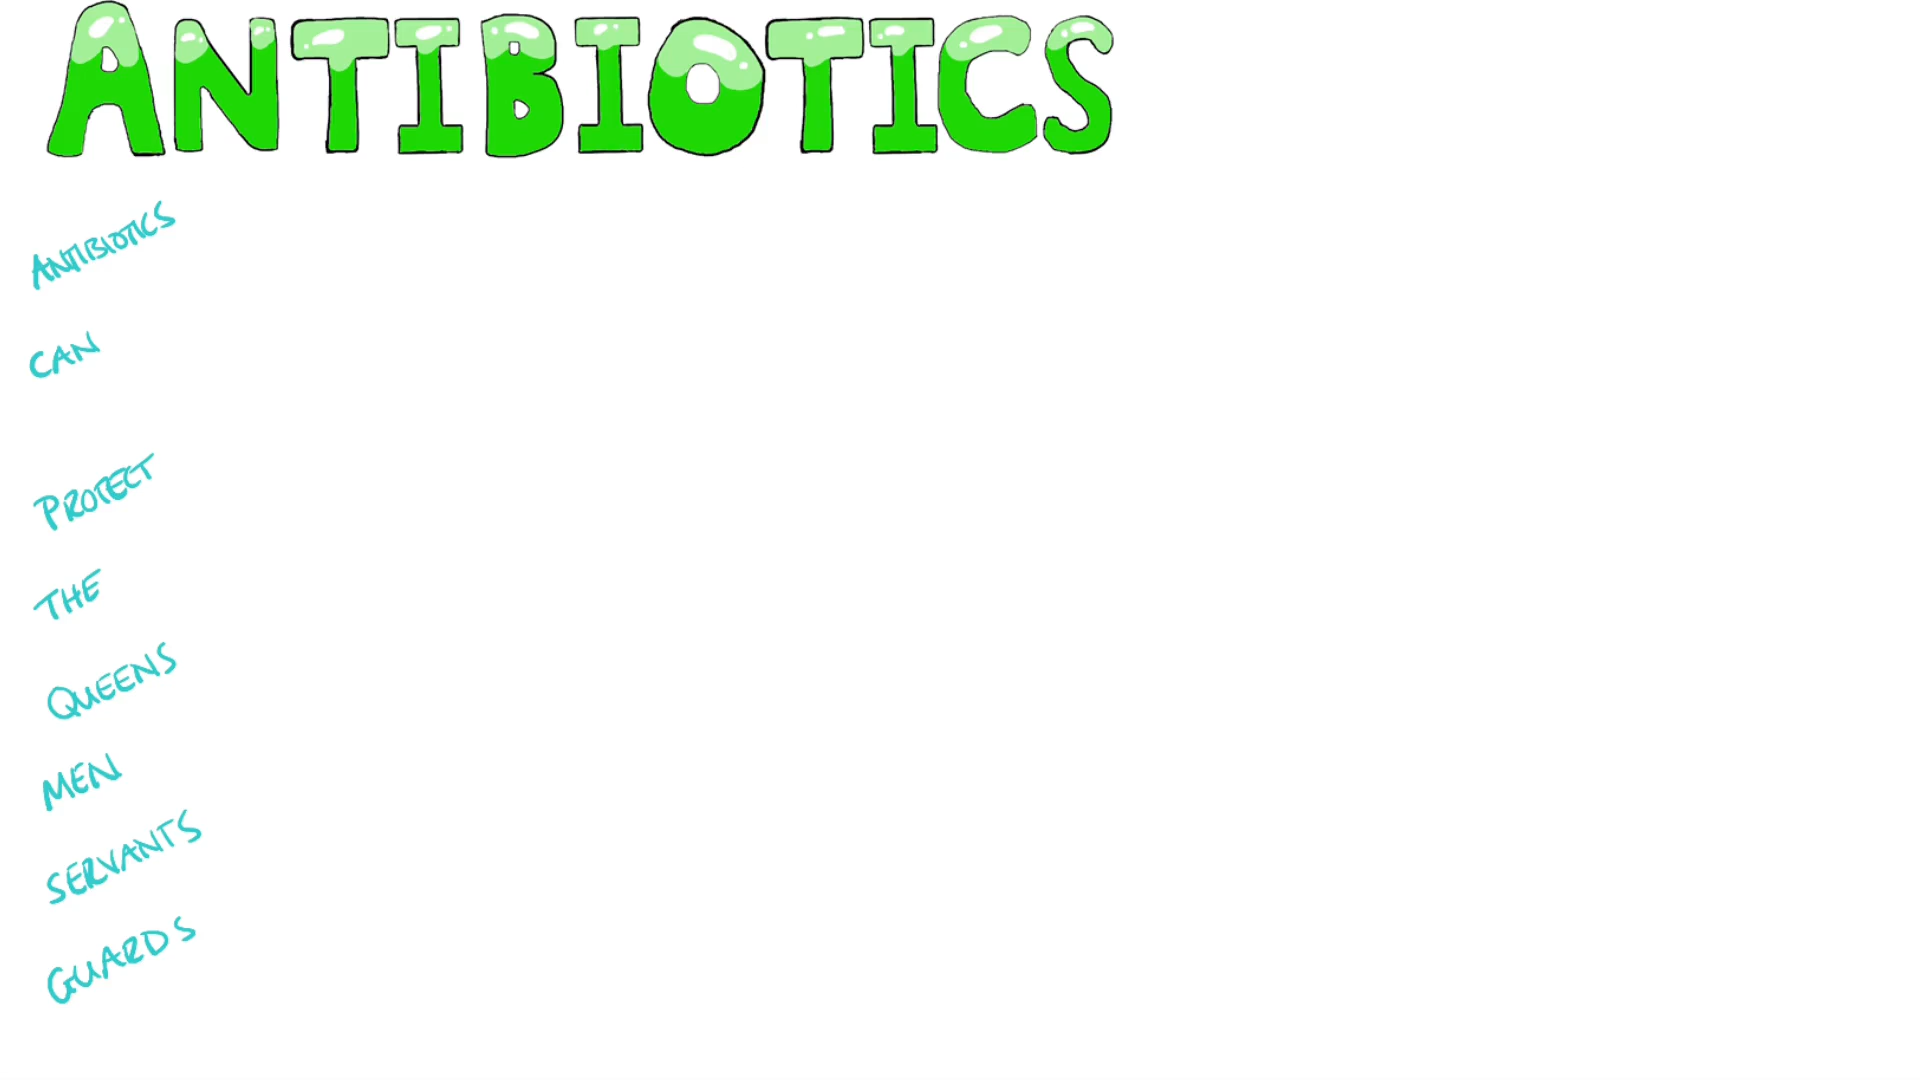 ANTIBIOTICS
ANTIBIOTICS
CAN
PROTECT
THE
QUEENS
MEN
SERVANTS
GUARDS